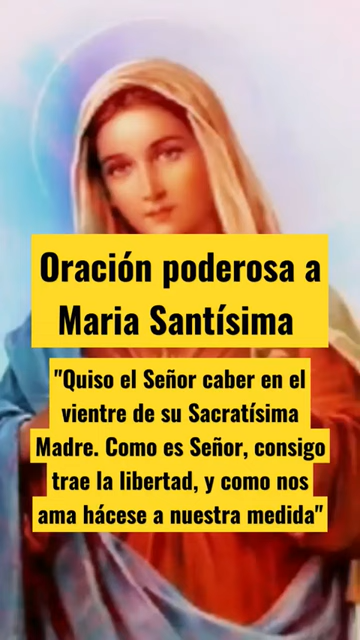 Oración poderosa a
Maria Santísima
"Quiso el Señor caber en el
vientre de su Sacratísima
Madre. Como es Señor, consigo
trae la libertad, y como nos
ama hácese a nuestra medida"